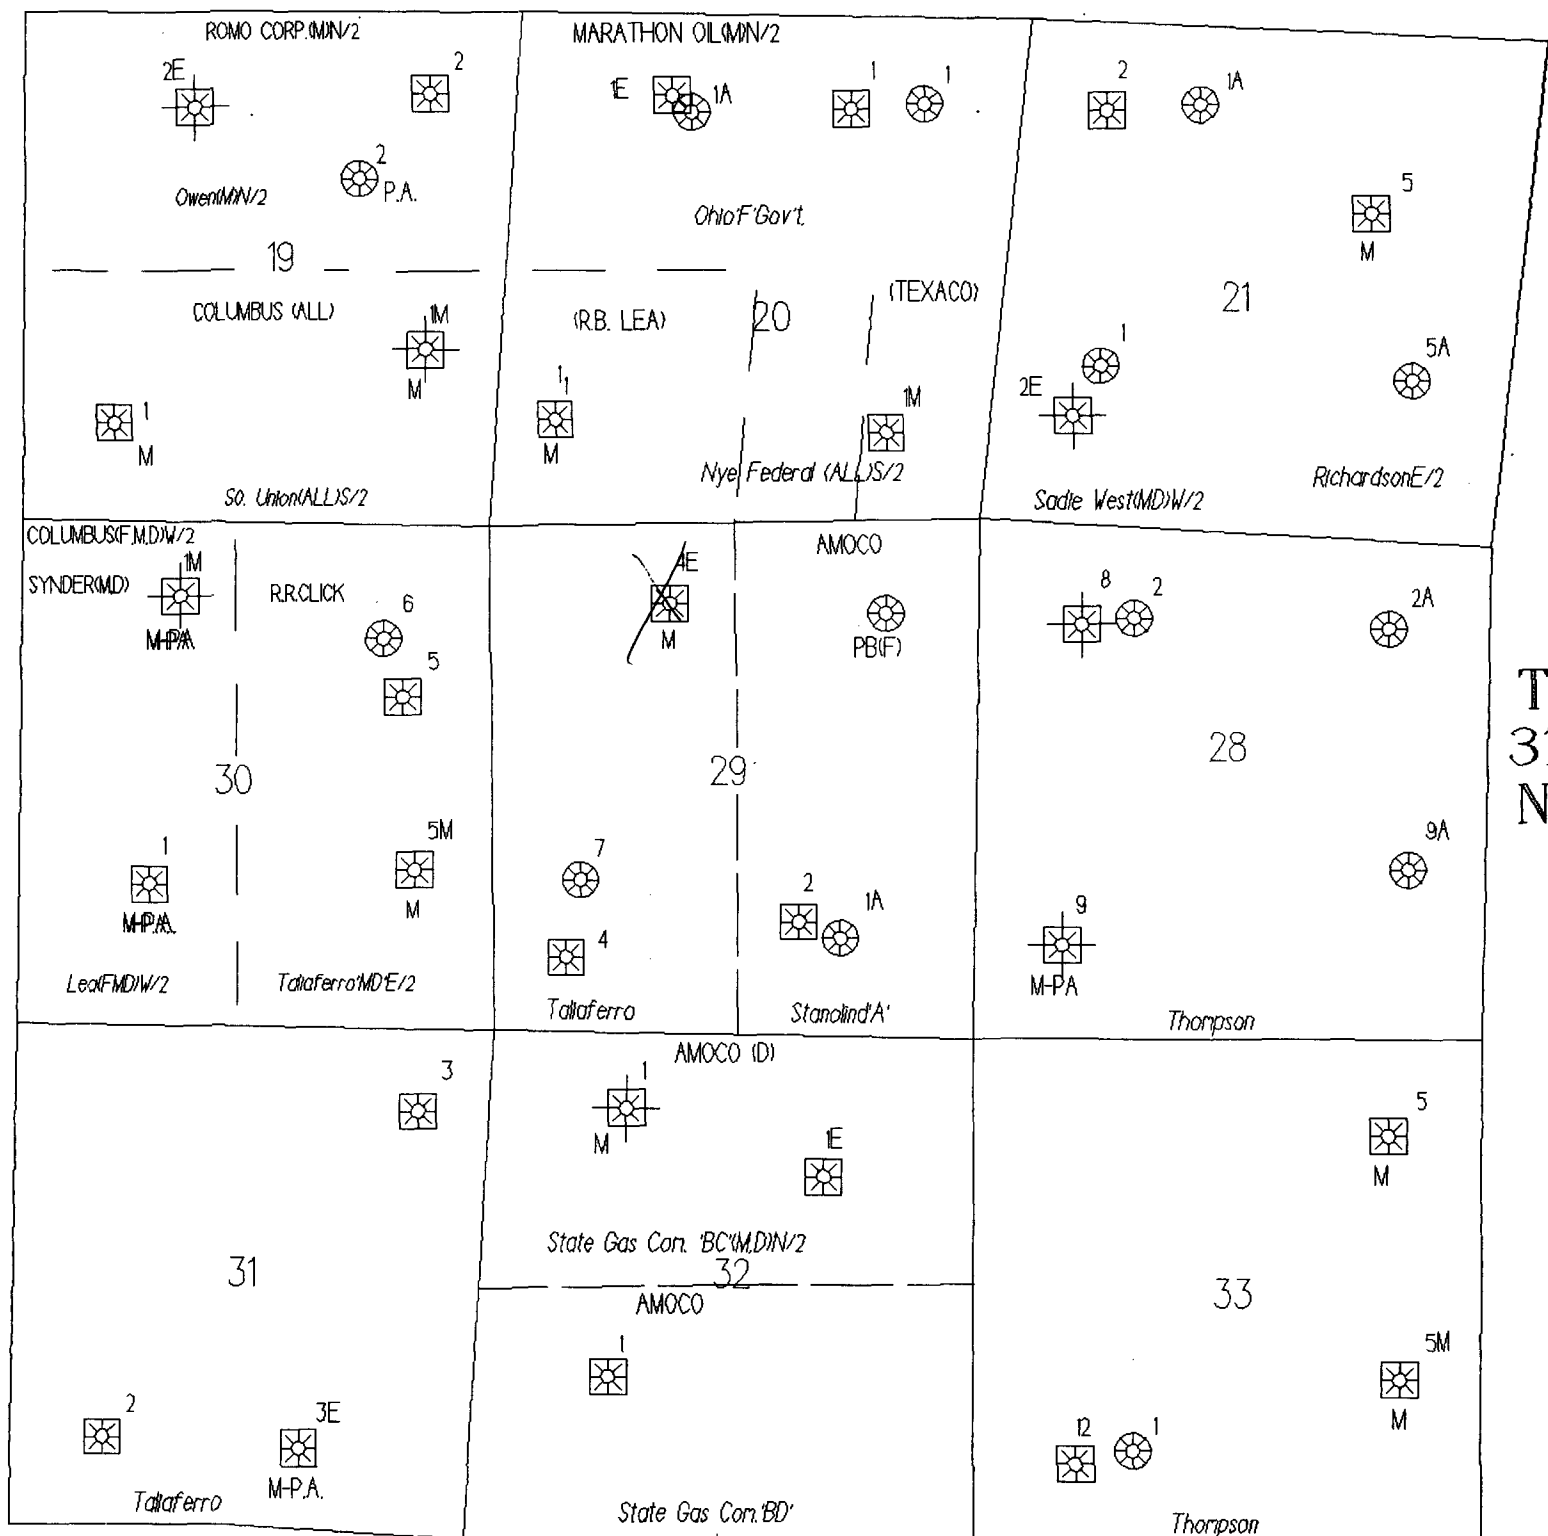 ROMO CORP.(M)N/2
2E
2
2
P.A.
Owen(M)N/2
19
COLUMBUS (ALL)
1M
M
1
M
So. Union(ALL)S/2
MARATHON OIL(M)N/2
1E
1A
1
1
Ohio'F'Gov't.
(R.B. LEA)
20
(TEXACO)
1
1
M
1M
Nye Federal (ALL)S/2
2
1A
5
M
21
1
5A
2E
RichardsonE/2
Sadie West(MD)W/2
COLUMBUS(F,M,D)W/2
SYNDER(M,D)
1M
M-P.A.
R.R.CLICK
6
5
30
1
M-P.A.
5M
M
Lea(FMD)W/2
Taliaferro'MD'E/2
4E
M
AMOCO
PB(F)
29
7
4
2
1A
Taliaferro
Stanolind'A'
8
2
2A
28
9A
9
M-PA
Thompson
T
31
N
3
31
2
3E
M-P.A.
Taliaferro
AMOCO (D)
1
M
1E
State Gas Com. 'BC'(M,D)N/2
32
AMOCO
1
State Gas Com.'BD'
5
M
33
5M
M
12
1
Thompson